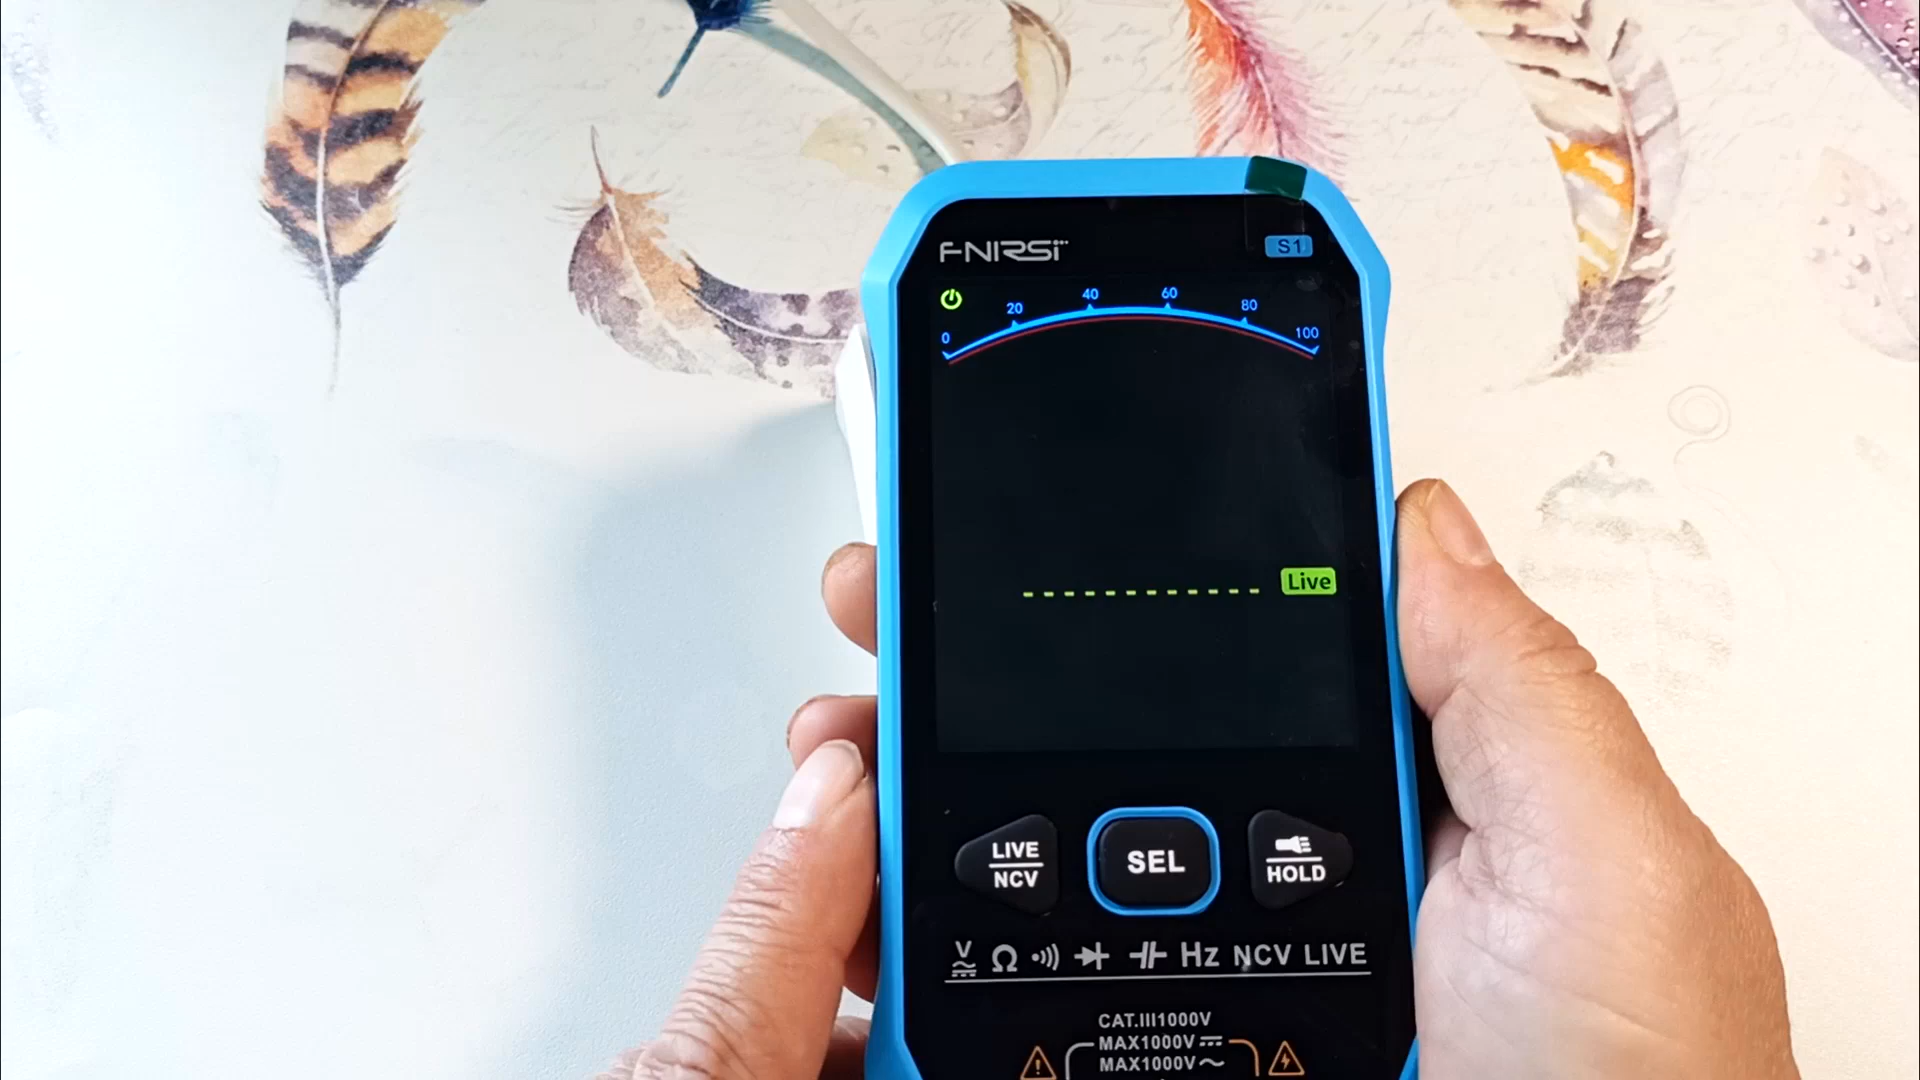 FNIRSI
S1
0 20 40 60 80 100
Live
LIVE
NCV
SEL
HOLD
V Ω Hz NCV LIVE
CAT.III1000V
MAX1000V
MAX1000V